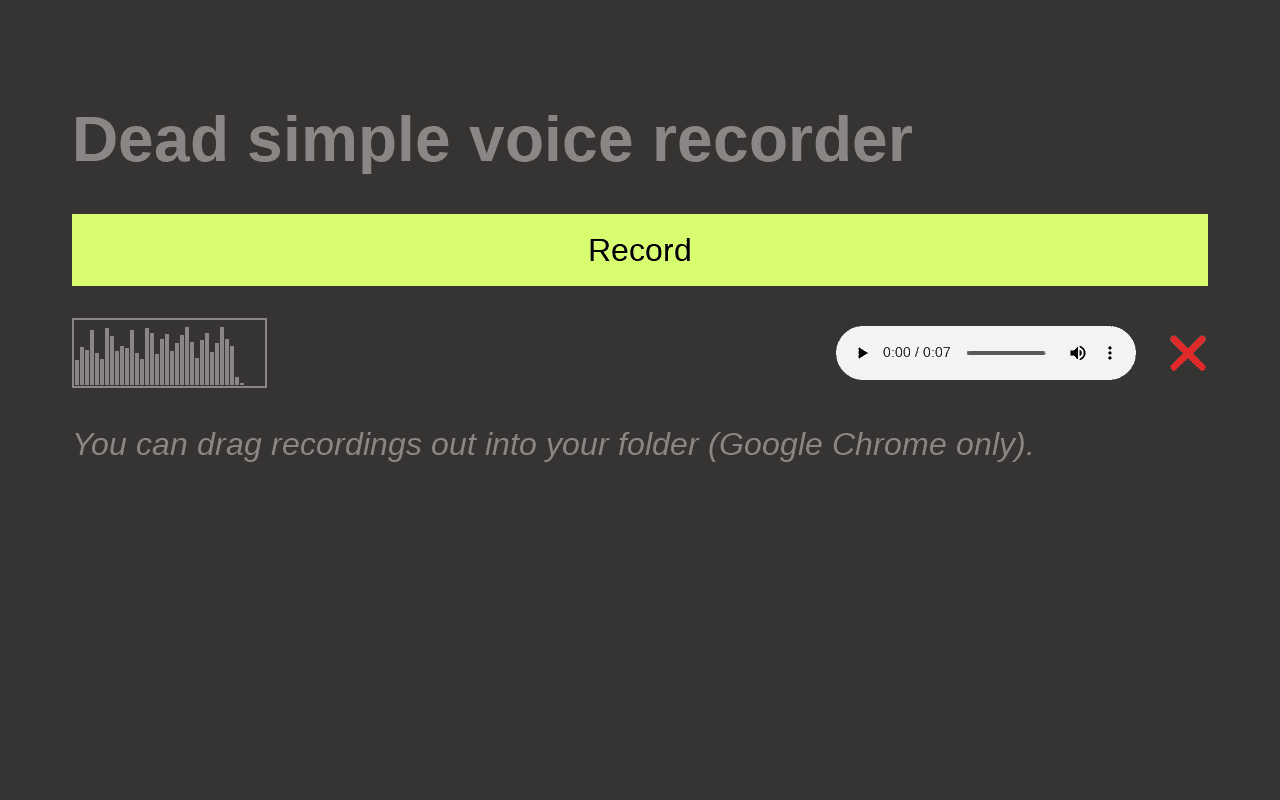 Dead simple voice recorder
Record
0:00 / 0:07
You can drag recordings out into your folder (Google Chrome only).